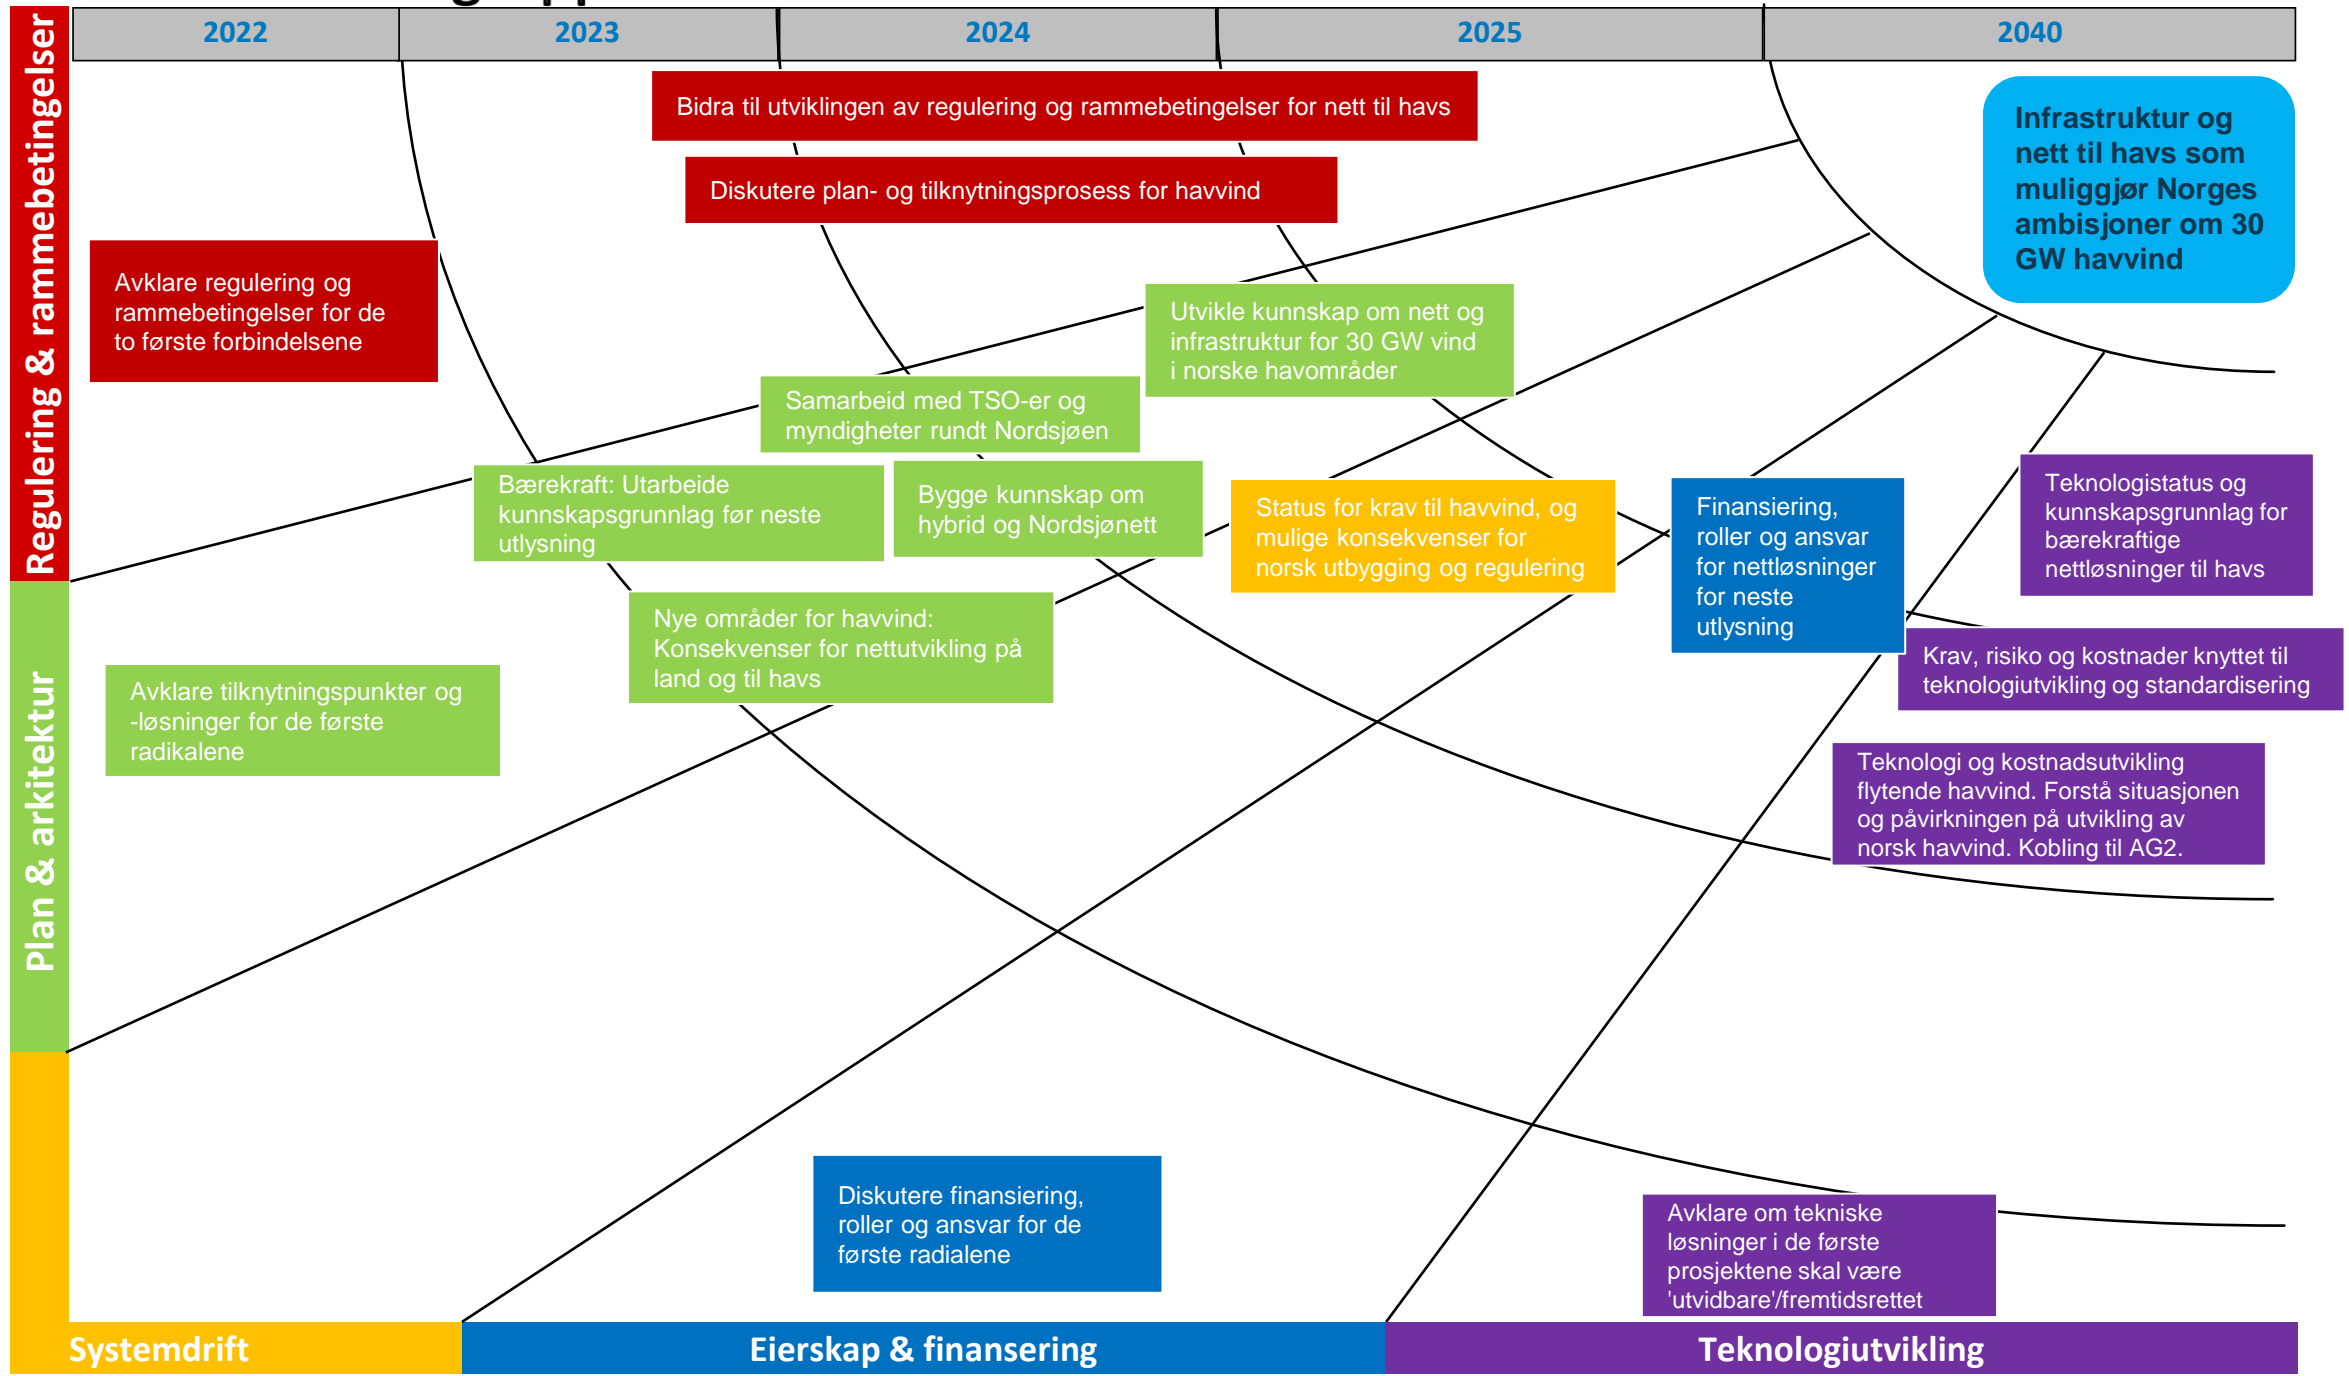 2022
2023
2024
2025
2040
Regulering & rammebetingelser
Bidra til utviklingen av regulering og rammebetingelser for nett til havs
Diskutere plan- og tilknytningsprosess for havvind
Infrastruktur og
nett til havs som
muliggjør Norges
ambisjoner om 30
GW havvind
Avklare regulering og
rammebetingelser for de
to første forbindelsene
Utvikle kunnskap om nett og
infrastruktur for 30 GW vind
i norske havområder
Samarbeid med TSO-er og
myndigheter rundt Nordsjøen
Bærekraft: Utarbeide
kunnskapsgrunnlag før neste
utlysning
Bygge kunnskap om
hybrid og Nordsjønett
Status for krav til havvind, og
mulige konsekvenser for
norsk utbygging og regulering
Finansiering,
roller og ansvar
for nettløsninger
for neste
utlysning
Teknologistatus og
kunnskapsgrunnlag for
bærekraftige
nettløsninger til havs
Plan & arkitektur
Nye områder for havvind:
Konsekvenser for nettutvikling på
land og til havs
Krav, risiko og kostnader knyttet til
teknologiutvikling og standardisering
Avklare tilknytningspunkter og
-løsninger for de første
radikalene
Teknologi og kostnadsutvikling
flytende havvind. Forstå situasjonen
og påvirkningen på utvikling av
norsk havvind. Kobling til AG2.
Diskutere finansiering,
roller og ansvar for de
første radialene
Avklare om tekniske
løsninger i de første
prosjektene skal være
'utvidbare'/fremtidsrettet
Systemdrift
Eierskap & finansering
Teknologiutvikling